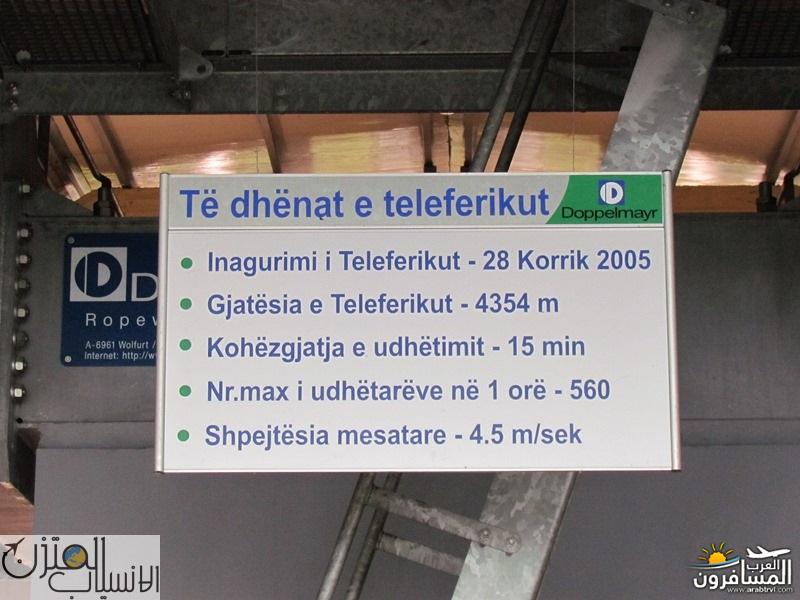 Të dhënat e teleferikut
Doppelmayr
Inagurimi i Teleferikut - 28 Korrik 2005
Gjatësia e Teleferikut - 4354 m
Kohëzgjatja e udhëtimit - 15 min
Nr.max i udhëtarëve në 1 orë - 560
Shpejtësia mesatare - 4.5 m/sek
A-6961 Wolfurt /
Internet: http://w
العرب
المسافرون
www.arabtrvl.com